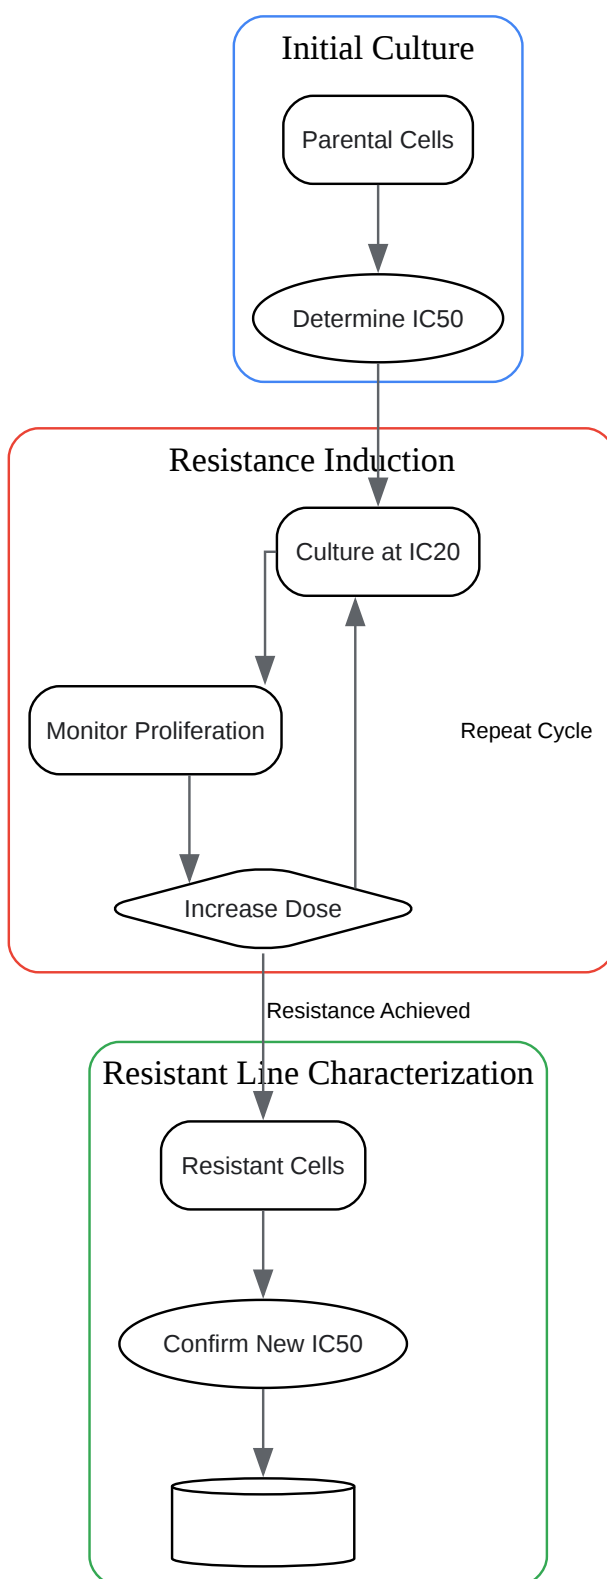 Initial Culture
Parental Cells
Determine IC50
Resistance Induction
Culture at IC20
Monitor Proliferation
Repeat Cycle
Increase Dose
Resistance Achieved
Resistant Line Characterization
Resistant Cells
Confirm New IC50